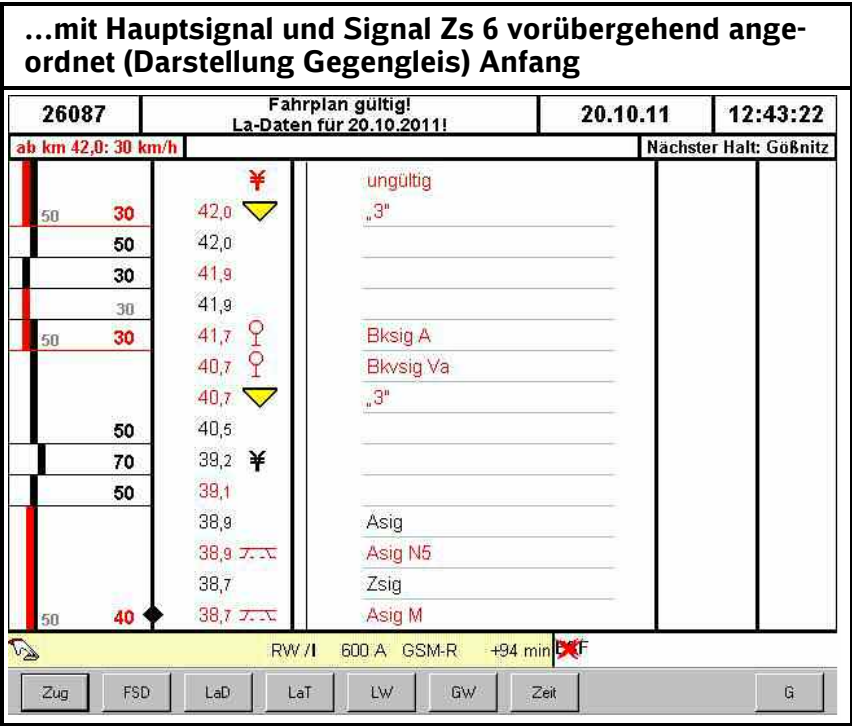 ...mit Hauptsignal und Signal Zs 6 vorübergehend ange-
ordnet (Darstellung Gegengleis) Anfang
26087 Fahrplan gültig! 20.10.11 12:43:22
La-Daten für 20.10.2011!
ab km 42,0: 30 km/h Nächster Halt: Gößnitz
ungültig
50 30 42,0 „3"
50 42,0
30 41,9
30 41,9
50 30 41,7 Bksig A
40,7 Bkvsig Va
40,7 „3"
50 40,5
70 39,2
50 39,1
38,9 Asig
38,9 Asig N5
38,7 Zsig
50 40 38,7 Asig M
RW /I 600 A GSM-R +94 min
Zug FSD LaD LaT LW GW Zeit G